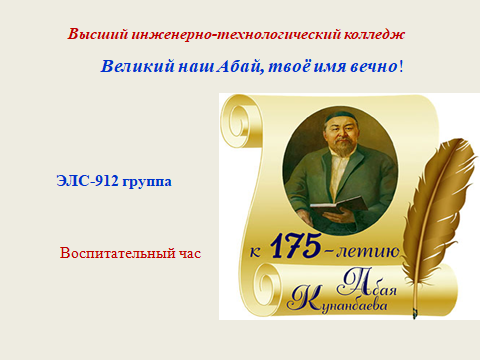 Высший инженерно-технологический колледж
Великий наш Абай, твоё имя вечно!
ЭЛС-912 группа
Воспитательный час
к 175-летию
Абая
Кунанбаева